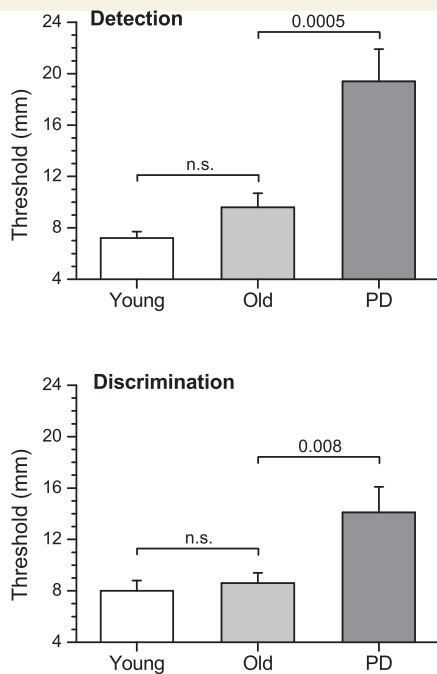 Detection
0.0005
n.s.
24
20
16
12
8
4
Threshold (mm)
Young Old PD
Discrimination
0.008
n.s.
24
20
16
12
8
4
Threshold (mm)
Young Old PD